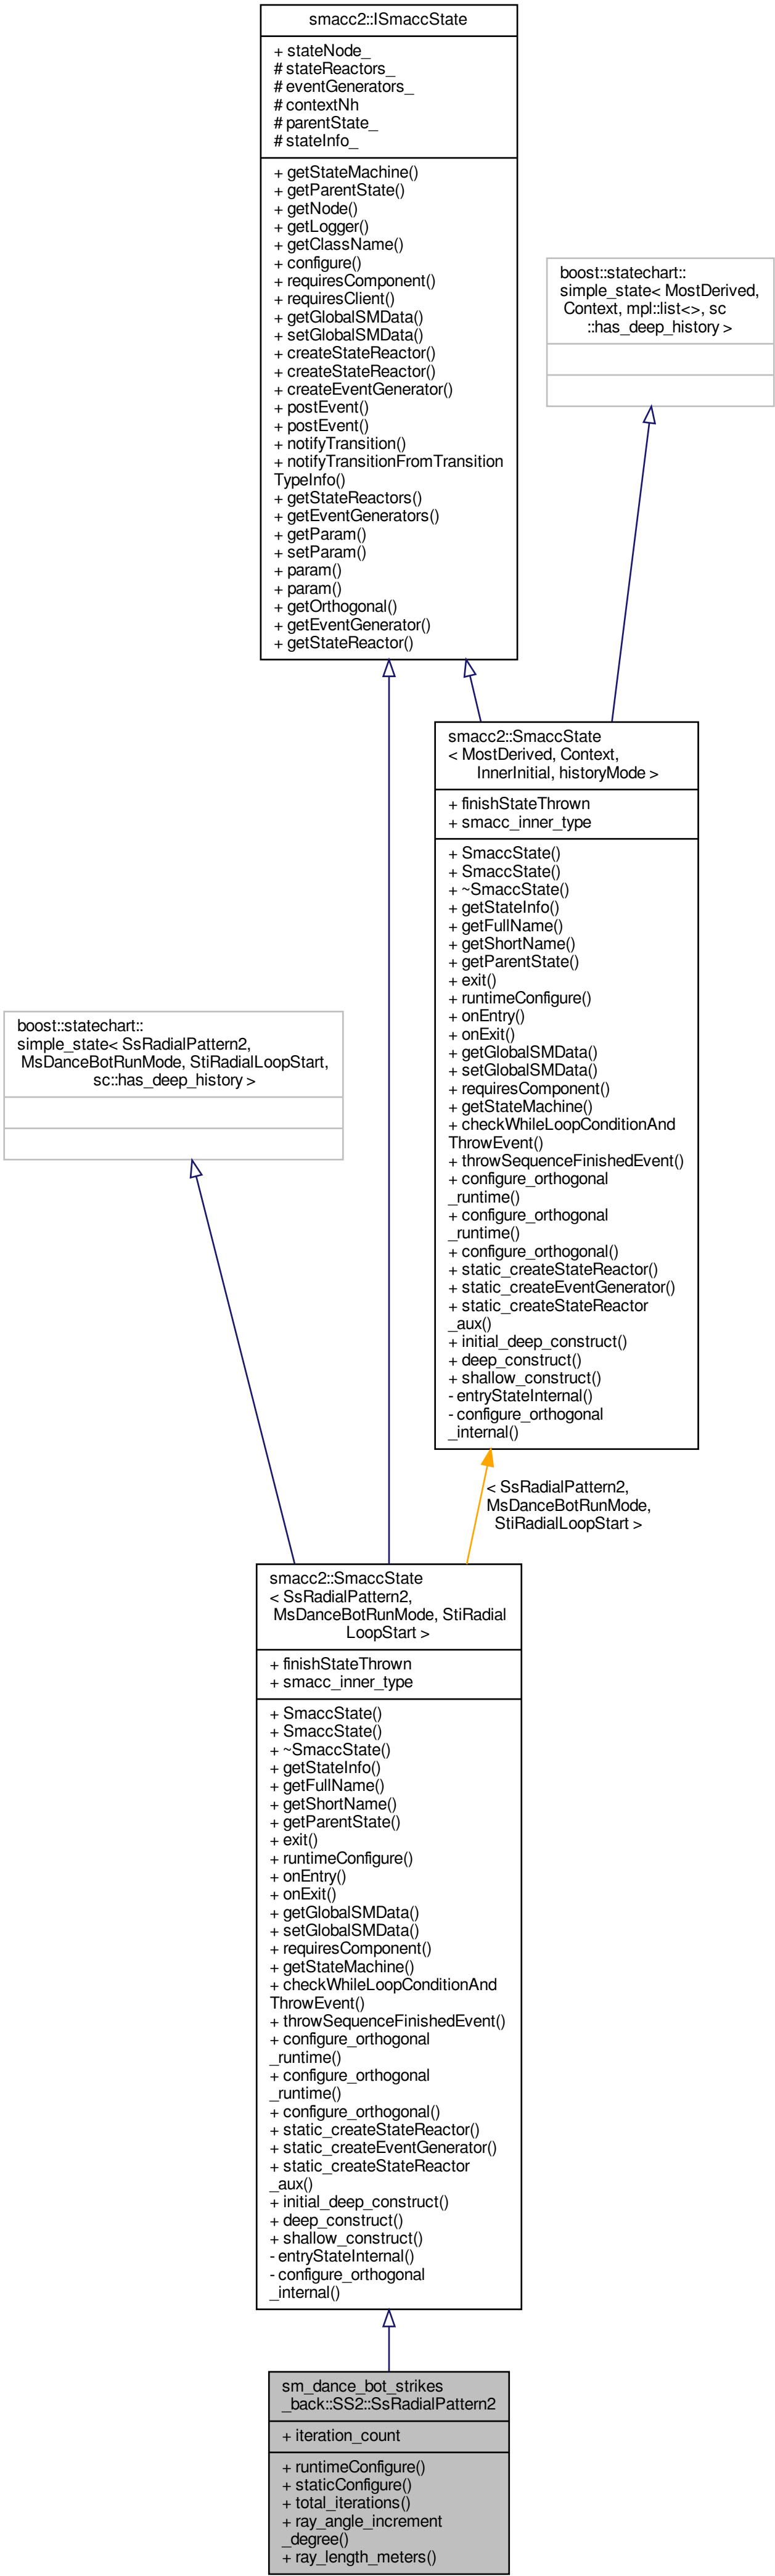 smacc2::ISmaccState
+ stateNode_
# stateReactors_
# eventGenerators_
# contextNh
# parentState_
# stateInfo_
+ getStateMachine()
+ getParentState()
+ getNode()
+ getLogger()
+ getClassName()
+ configure()
+ requiresComponent()
+ requiresClient()
+ getGlobalSMData()
+ setGlobalSMData()
+ createStateReactor()
+ createStateReactor()
+ createEventGenerator()
+ postEvent()
+ postEvent()
+ notifyTransition()
+ notifyTransitionFromTransition
TypeInfo()
+ getStateReactors()
+ getEventGenerators()
+ getParam()
+ setParam()
+ param()
+ param()
+ getOrthogonal()
+ getEventGenerator()
+ getStateReactor()
boost::statechart::
simple_state< MostDerived,
Context, mpl::list<>, sc
::has_deep_history >
smacc2::SmaccState
< MostDerived, Context,
InnerInitial, historyMode >
+ finishStateThrown
+ smacc_inner_type
+ SmaccState()
+ SmaccState()
+ ~SmaccState()
+ getStateInfo()
+ getFullName()
+ getShortName()
+ getParentState()
+ exit()
+ runtimeConfigure()
+ onEntry()
+ onExit()
+ getGlobalSMData()
+ setGlobalSMData()
+ requiresComponent()
+ getStateMachine()
+ checkWhileLoopConditionAnd
ThrowEvent()
+ throwSequenceFinishedEvent()
+ configure_orthogonal
_runtime()
+ configure_orthogonal
_runtime()
+ configure_orthogonal()
+ static_createStateReactor()
+ static_createEventGenerator()
+ static_createStateReactor
_aux()
+ initial_deep_construct()
+ deep_construct()
+ shallow_construct()
- entryStateInternal()
- configure_orthogonal
_internal()
boost::statechart::
simple_state< SsRadialPattern2,
MsDanceBotRunMode, StiRadialLoopStart,
sc::has_deep_history >
< SsRadialPattern2,
MsDanceBotRunMode,
StiRadialLoopStart >
smacc2::SmaccState
< SsRadialPattern2,
MsDanceBotRunMode, StiRadial
LoopStart >
+ finishStateThrown
+ smacc_inner_type
+ SmaccState()
+ SmaccState()
+ ~SmaccState()
+ getStateInfo()
+ getFullName()
+ getShortName()
+ getParentState()
+ exit()
+ runtimeConfigure()
+ onEntry()
+ onExit()
+ getGlobalSMData()
+ setGlobalSMData()
+ requiresComponent()
+ getStateMachine()
+ checkWhileLoopConditionAnd
ThrowEvent()
+ throwSequenceFinishedEvent()
+ configure_orthogonal
_runtime()
+ configure_orthogonal
_runtime()
+ configure_orthogonal()
+ static_createStateReactor()
+ static_createEventGenerator()
+ static_createStateReactor
_aux()
+ initial_deep_construct()
+ deep_construct()
+ shallow_construct()
- entryStateInternal()
- configure_orthogonal
_internal()
sm_dance_bot_strikes
_back::SS2::SsRadialPattern2
+ iteration_count
+ runtimeConfigure()
+ staticConfigure()
+ total_iterations()
+ ray_angle_increment
_degree()
+ ray_length_meters()